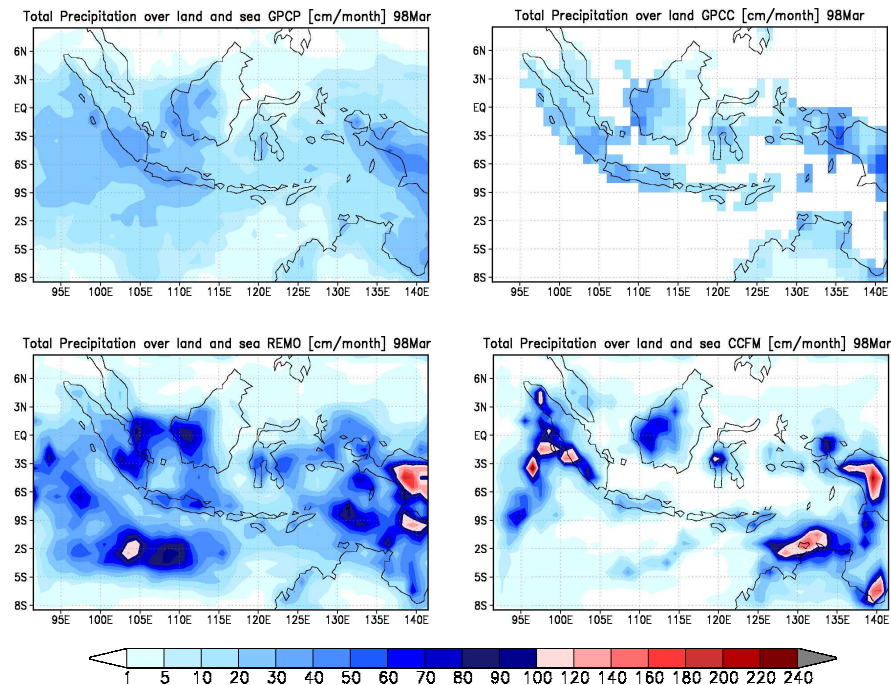 Total Precipitation over land and sea GPCP [cm/month] 98Mar
6N
3N
EQ
3S
6S
9S
2S
5S
8S
95E 100E 105E 110E 115E 120E 125E 130E 135E 140E
Total Precipitation over land GPCC [cm/month] 98Mar
6N
3N
EQ
3S
6S
9S
2S
5S
8S
95E 100E 105E 110E 115E 120E 125E 130E 135E 140E
Total Precipitation over land and sea REMO [cm/month] 98Mar
6N
3N
EQ
3S
6S
9S
2S
5S
8S
95E 100E 105E 110E 115E 120E 125E 130E 135E 140E
Total Precipitation over land and sea CCFM [cm/month] 98Mar
6N
3N
EQ
3S
6S
9S
2S
5S
8S
95E 100E 105E 110E 115E 120E 125E 130E 135E 140E
1 5 10 20 30 40 50 60 70 80 90 100 120 140 160 180 200 220 240